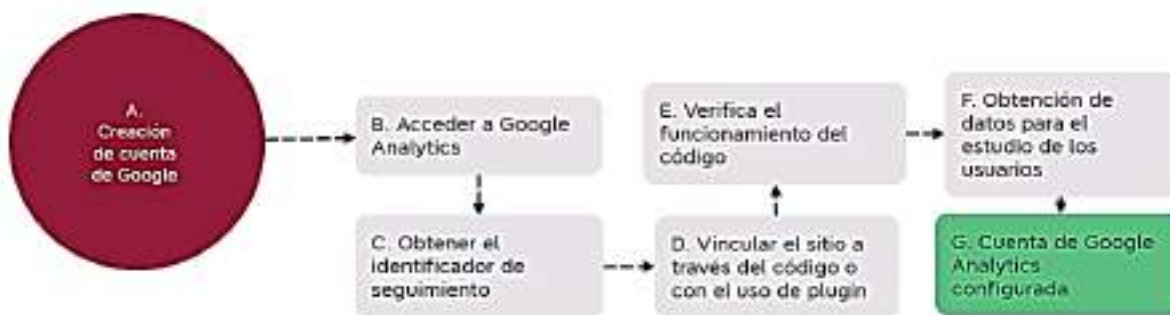 A.
Creación
de cuenta
de Google
B. Acceder a Google
Analytics
C. Obtener el
identificador de
seguimiento
D. Vincular el sitio a
través del código o
con el uso de plugin
E. Verifica el
funcionamiento del
código
F. Obtención de
datos para el
estudio de los
usuarios
G. Cuenta de Google
Analytics
configurada